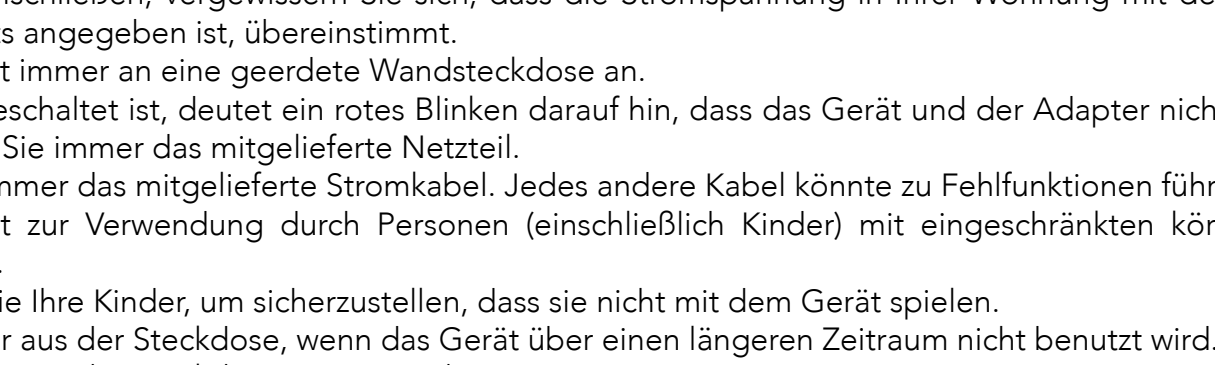 nschließen, vergewissern Sie sich, dass die Stromspannung in Ihrer Wohnung mit de
ts angegeben ist, übereinstimmt.
t immer an eine geerdete Wandsteckdose an.
eschaltet ist, deutet ein rotes Blinken darauf hin, dass das Gerät und der Adapter nich
Sie immer das mitgelieferte Netzteil.
mmer das mitgelieferte Stromkabel. Jedes andere Kabel könnte zu Fehlfunktionen führ
t zur Verwendung durch Personen (einschließlich Kinder) mit eingeschränkten kör
.
ie Ihre Kinder, um sicherzustellen, dass sie nicht mit dem Gerät spielen.
r aus der Steckdose, wenn das Gerät über einen längeren Zeitraum nicht benutzt wird.